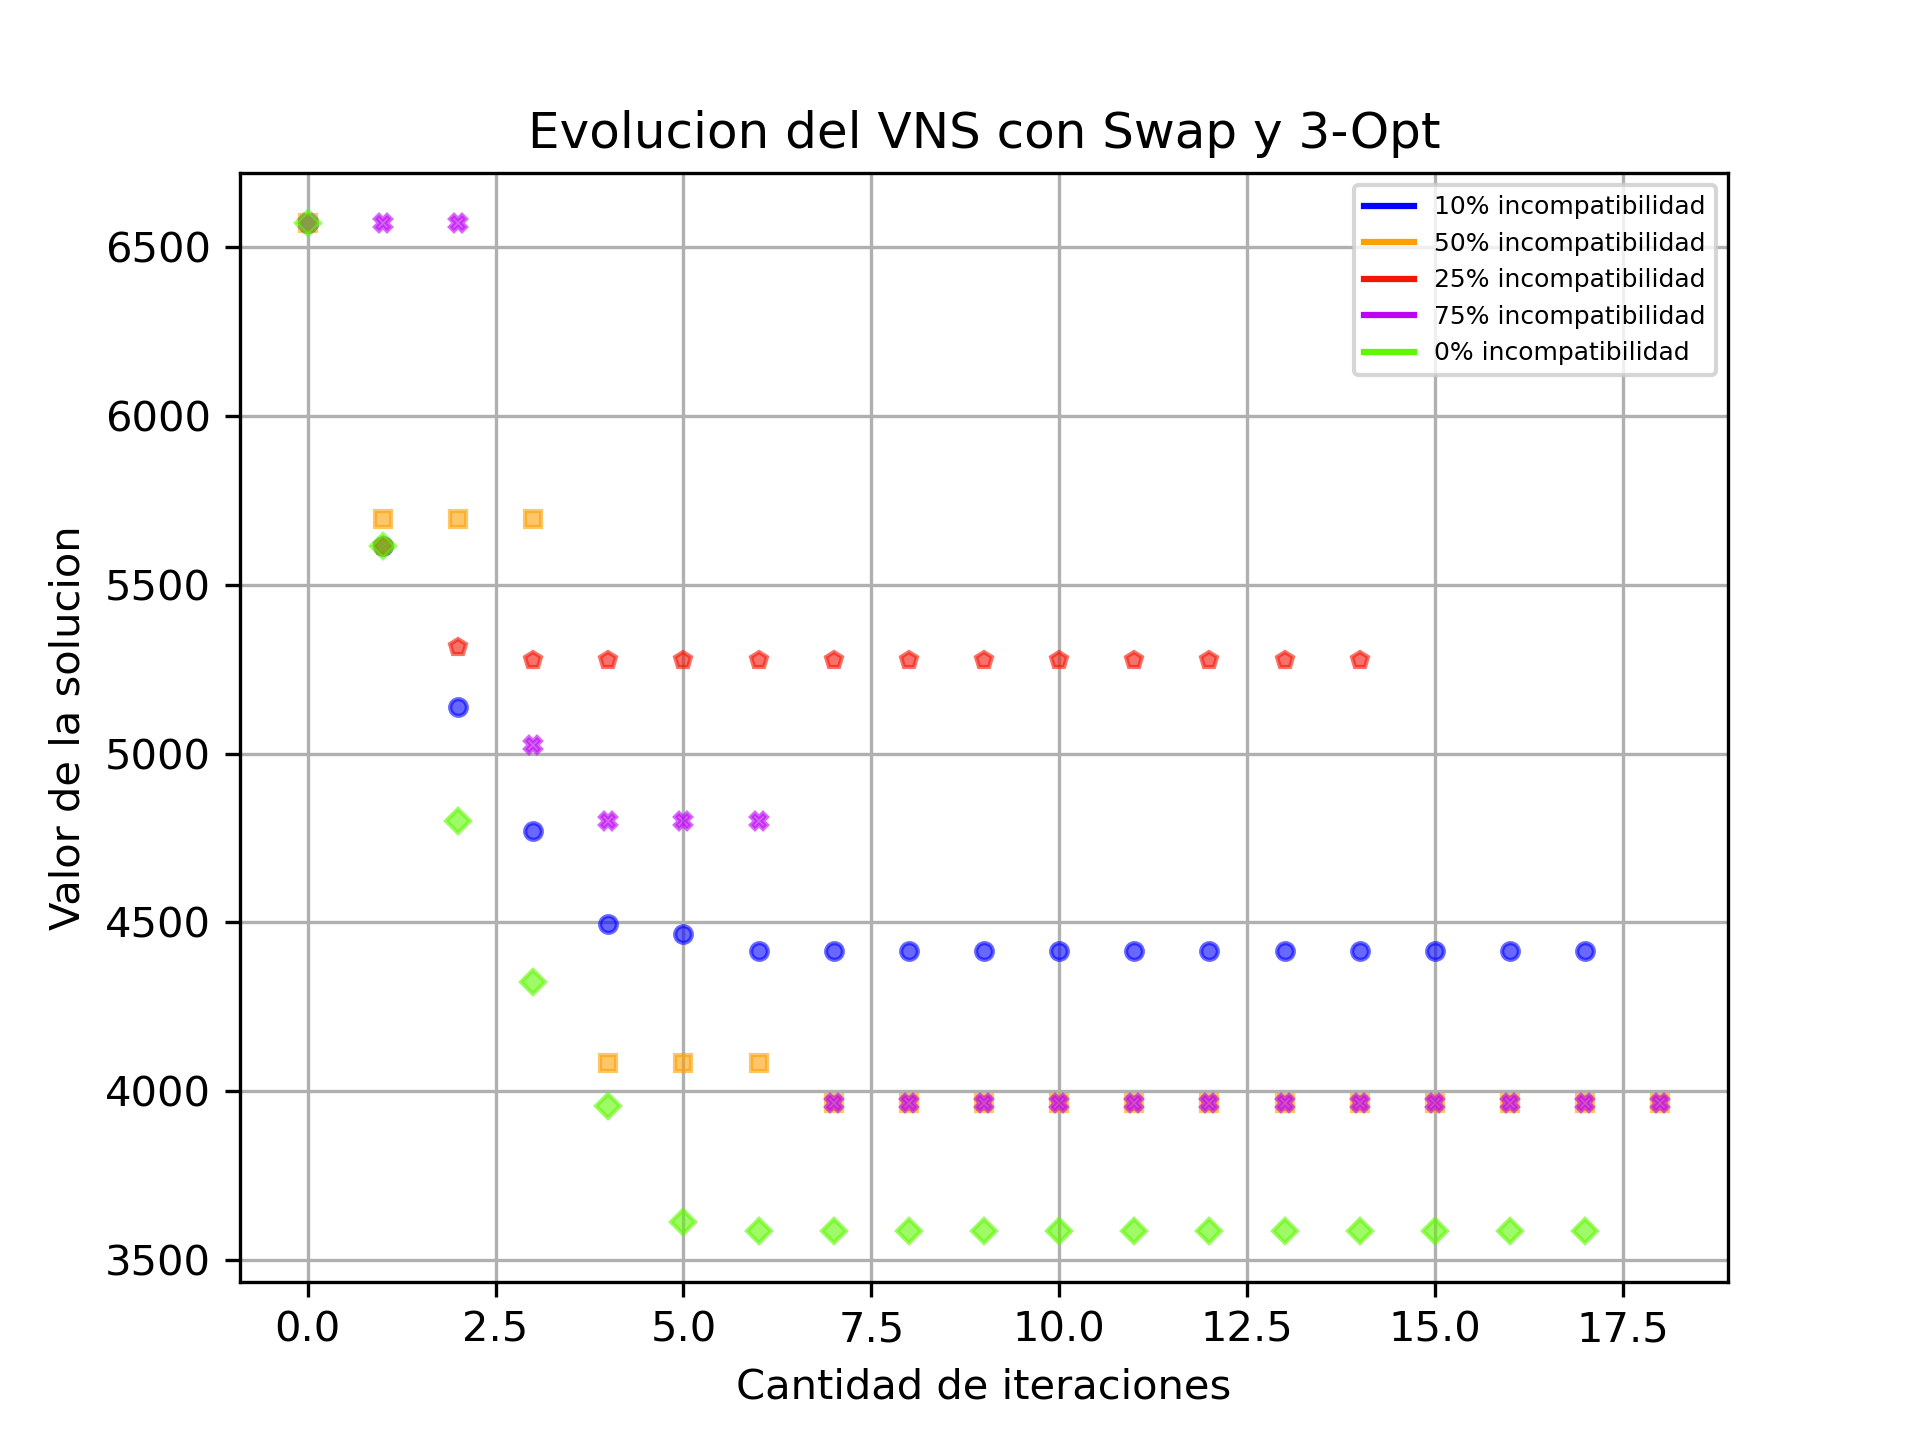 Evolucion del VNS con Swap y 3-Opt
10% incompatibilidad
50% incompatibilidad
25% incompatibilidad
75% incompatibilidad
0% incompatibilidad
Valor de la solucion
6500
6000
5500
5000
4500
4000
3500
0.0 2.5 5.0 7.5 10.0 12.5 15.0 17.5
Cantidad de iteraciones